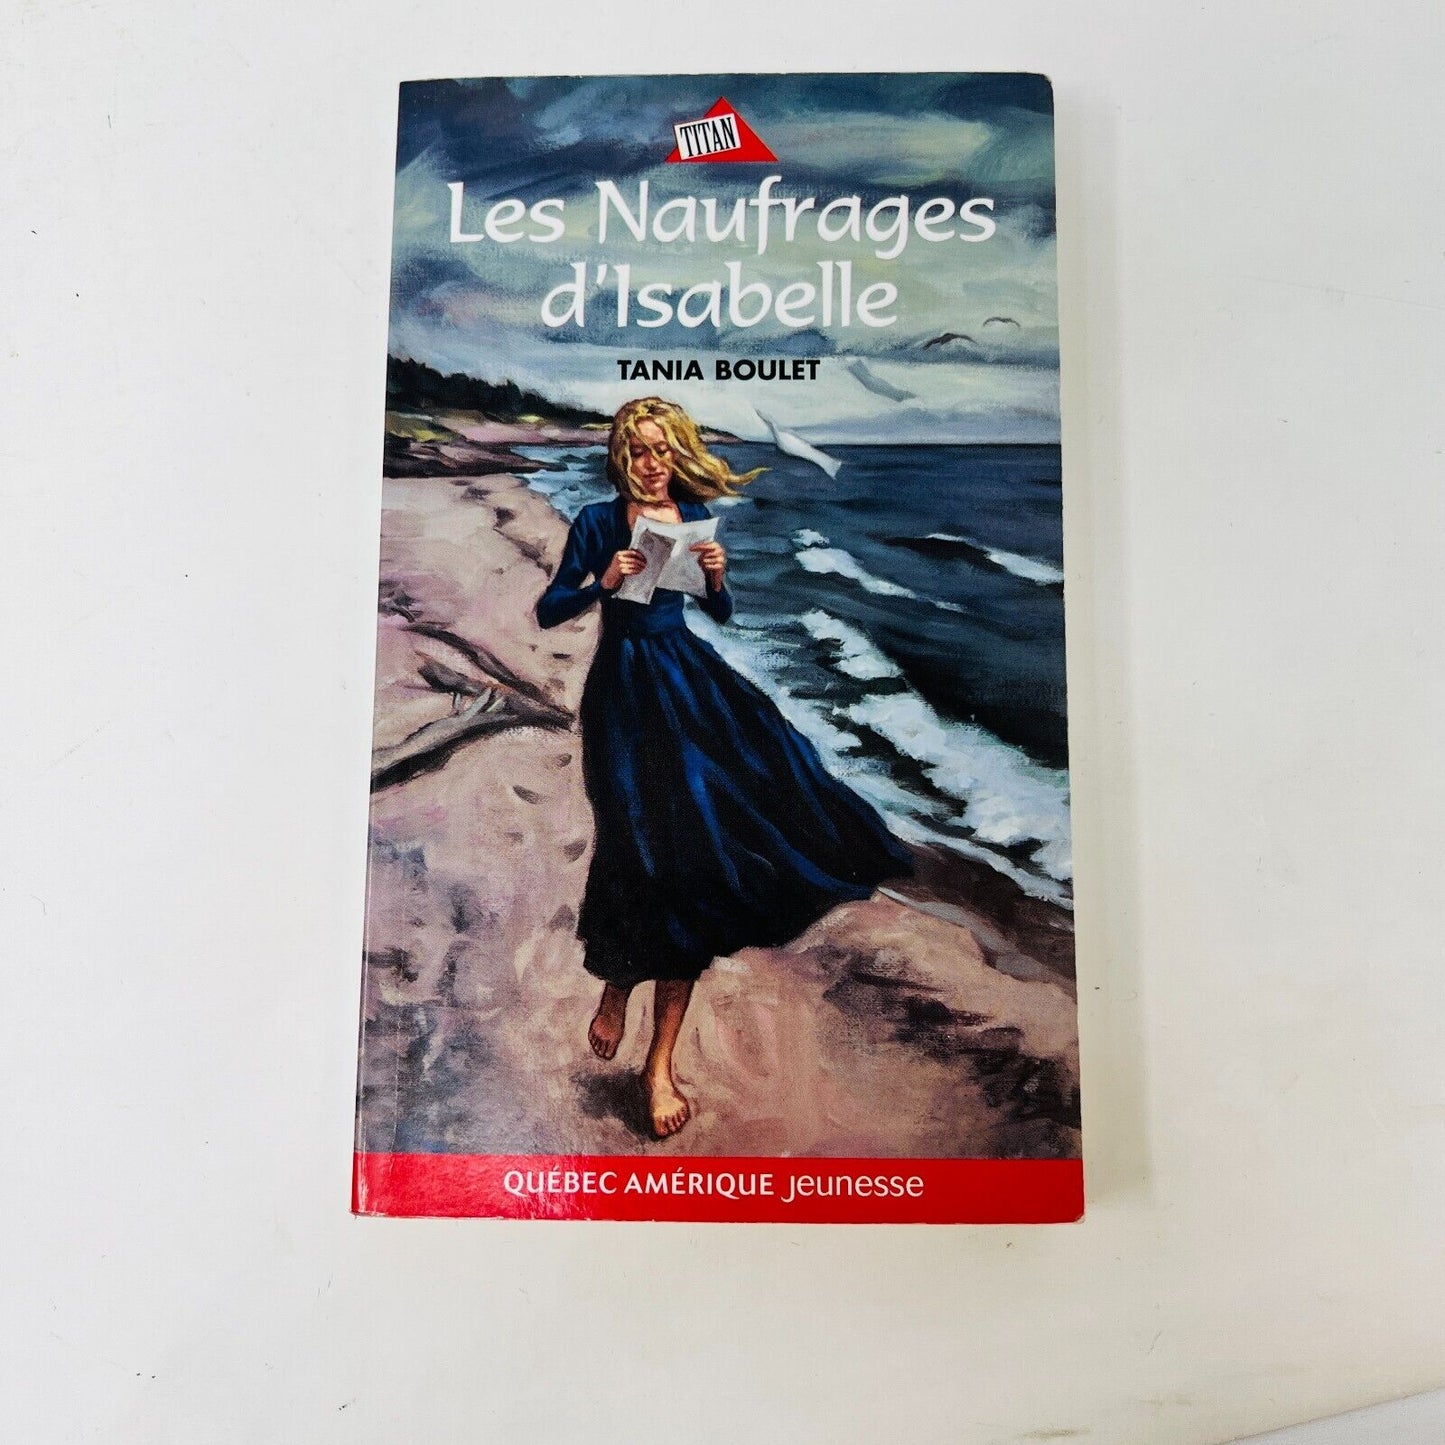 TITAN
Les Naufrages
d'Isabelle
TANIA BOULET
QUÉBEC AMÉRIQUE Jeunesse